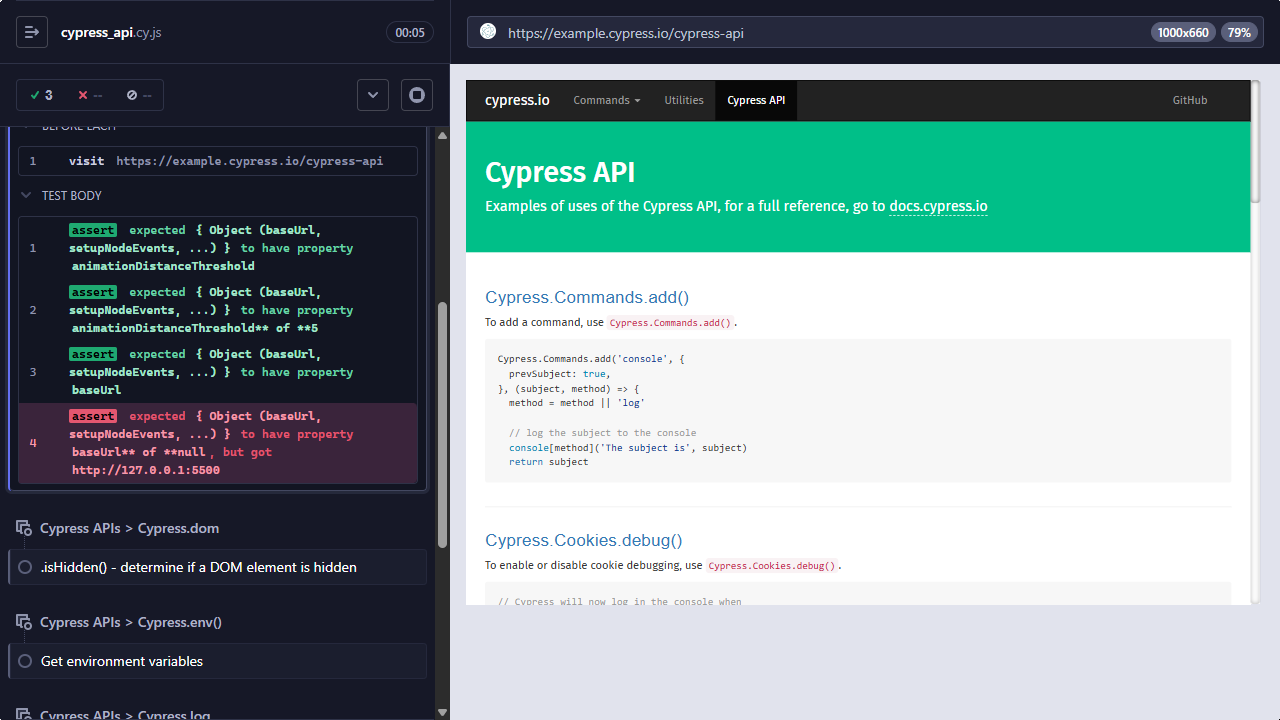 cypress_api.cy.js
00:05
3
--
--
BEFORE EACH
1 visit https://example.cypress.io/cypress-api
TEST BODY
1
assert expected { Object (baseUrl,
setupNodeEvents, ...) } to have property
animationDistanceThreshold
2
assert expected { Object (baseUrl,
setupNodeEvents, ...) } to have property
animationDistanceThreshold** of **5
3
assert expected { Object (baseUrl,
setupNodeEvents, ...) } to have property
baseUrl
4
assert expected { Object (baseUrl,
setupNodeEvents, ...) } to have property
baseUrl** of **null, but got
http://127.0.0.1:5500
Cypress APIs > Cypress.dom
.isHidden() - determine if a DOM element is hidden
Cypress APIs > Cypress.env()
Get environment variables
Cypress APIs > Cypress.log
https://example.cypress.io/cypress-api
1000x660
79%
cypress.io Commands Utilities Cypress API GitHub
Cypress API
Examples of uses of the Cypress API, for a full reference, go to docs.cypress.io
Cypress.Commands.add()
To add a command, use Cypress.Commands.add().
Cypress.Commands.add('console', {
prevSubject: true,
}, (subject, method) => {
method = method || 'log'
// log the subject to the console
console[method]('The subject is', subject)
return subject
Cypress.Cookies.debug()
To enable or disable cookie debugging, use Cypress.Cookies.debug().
// Cypress will now log in the console when